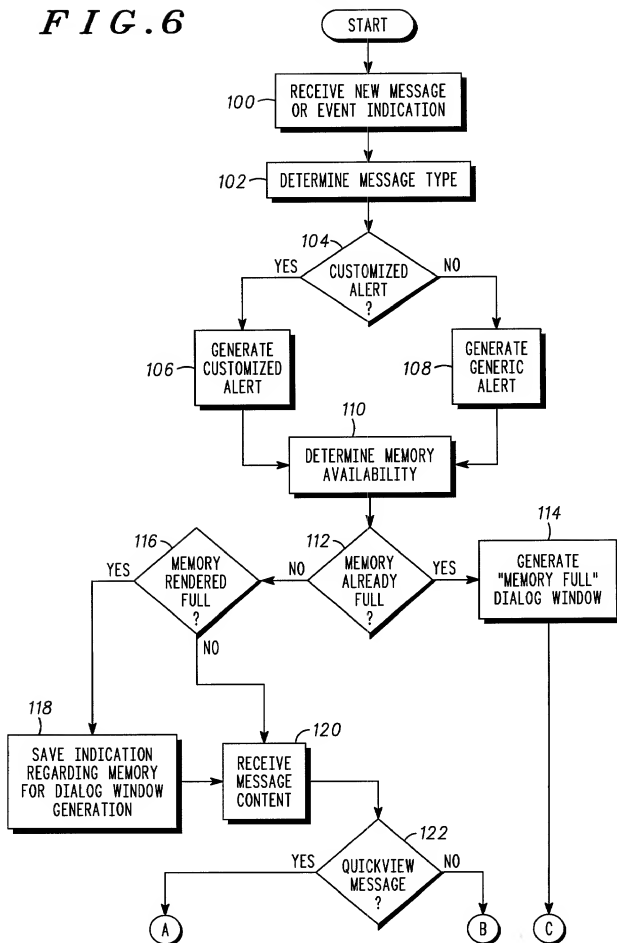 FIG.6
START
100
RECEIVE NEW MESSAGE
OR EVENT INDICATION
102
DETERMINE MESSAGE TYPE
104
YES
CUSTOMIZED
ALERT
?
NO
106
GENERATE
CUSTOMIZED
ALERT
108
GENERATE
GENERIC
ALERT
110
DETERMINE MEMORY
AVAILABILITY
116
YES
MEMORY
RENDERED
FULL
?
NO
NO
112
MEMORY
ALREADY
FULL
?
YES
114
GENERATE
"MEMORY FULL"
DIALOG WINDOW
118
SAVE INDICATION
REGARDING MEMORY
FOR DIALOG WINDOW
GENERATION
120
RECEIVE
MESSAGE
CONTENT
122
YES
QUICKVIEW
MESSAGE
?
NO
A
B
C